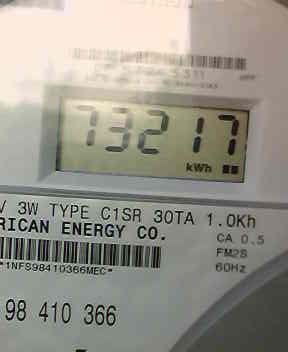 73217
kWh
V 3W TYPE C1SR 30TA 1.0Kh
RICAN ENERGY CO.
CA 0.5
FM2S
60Hz
*1NFS98410366MEC*
98 410 366